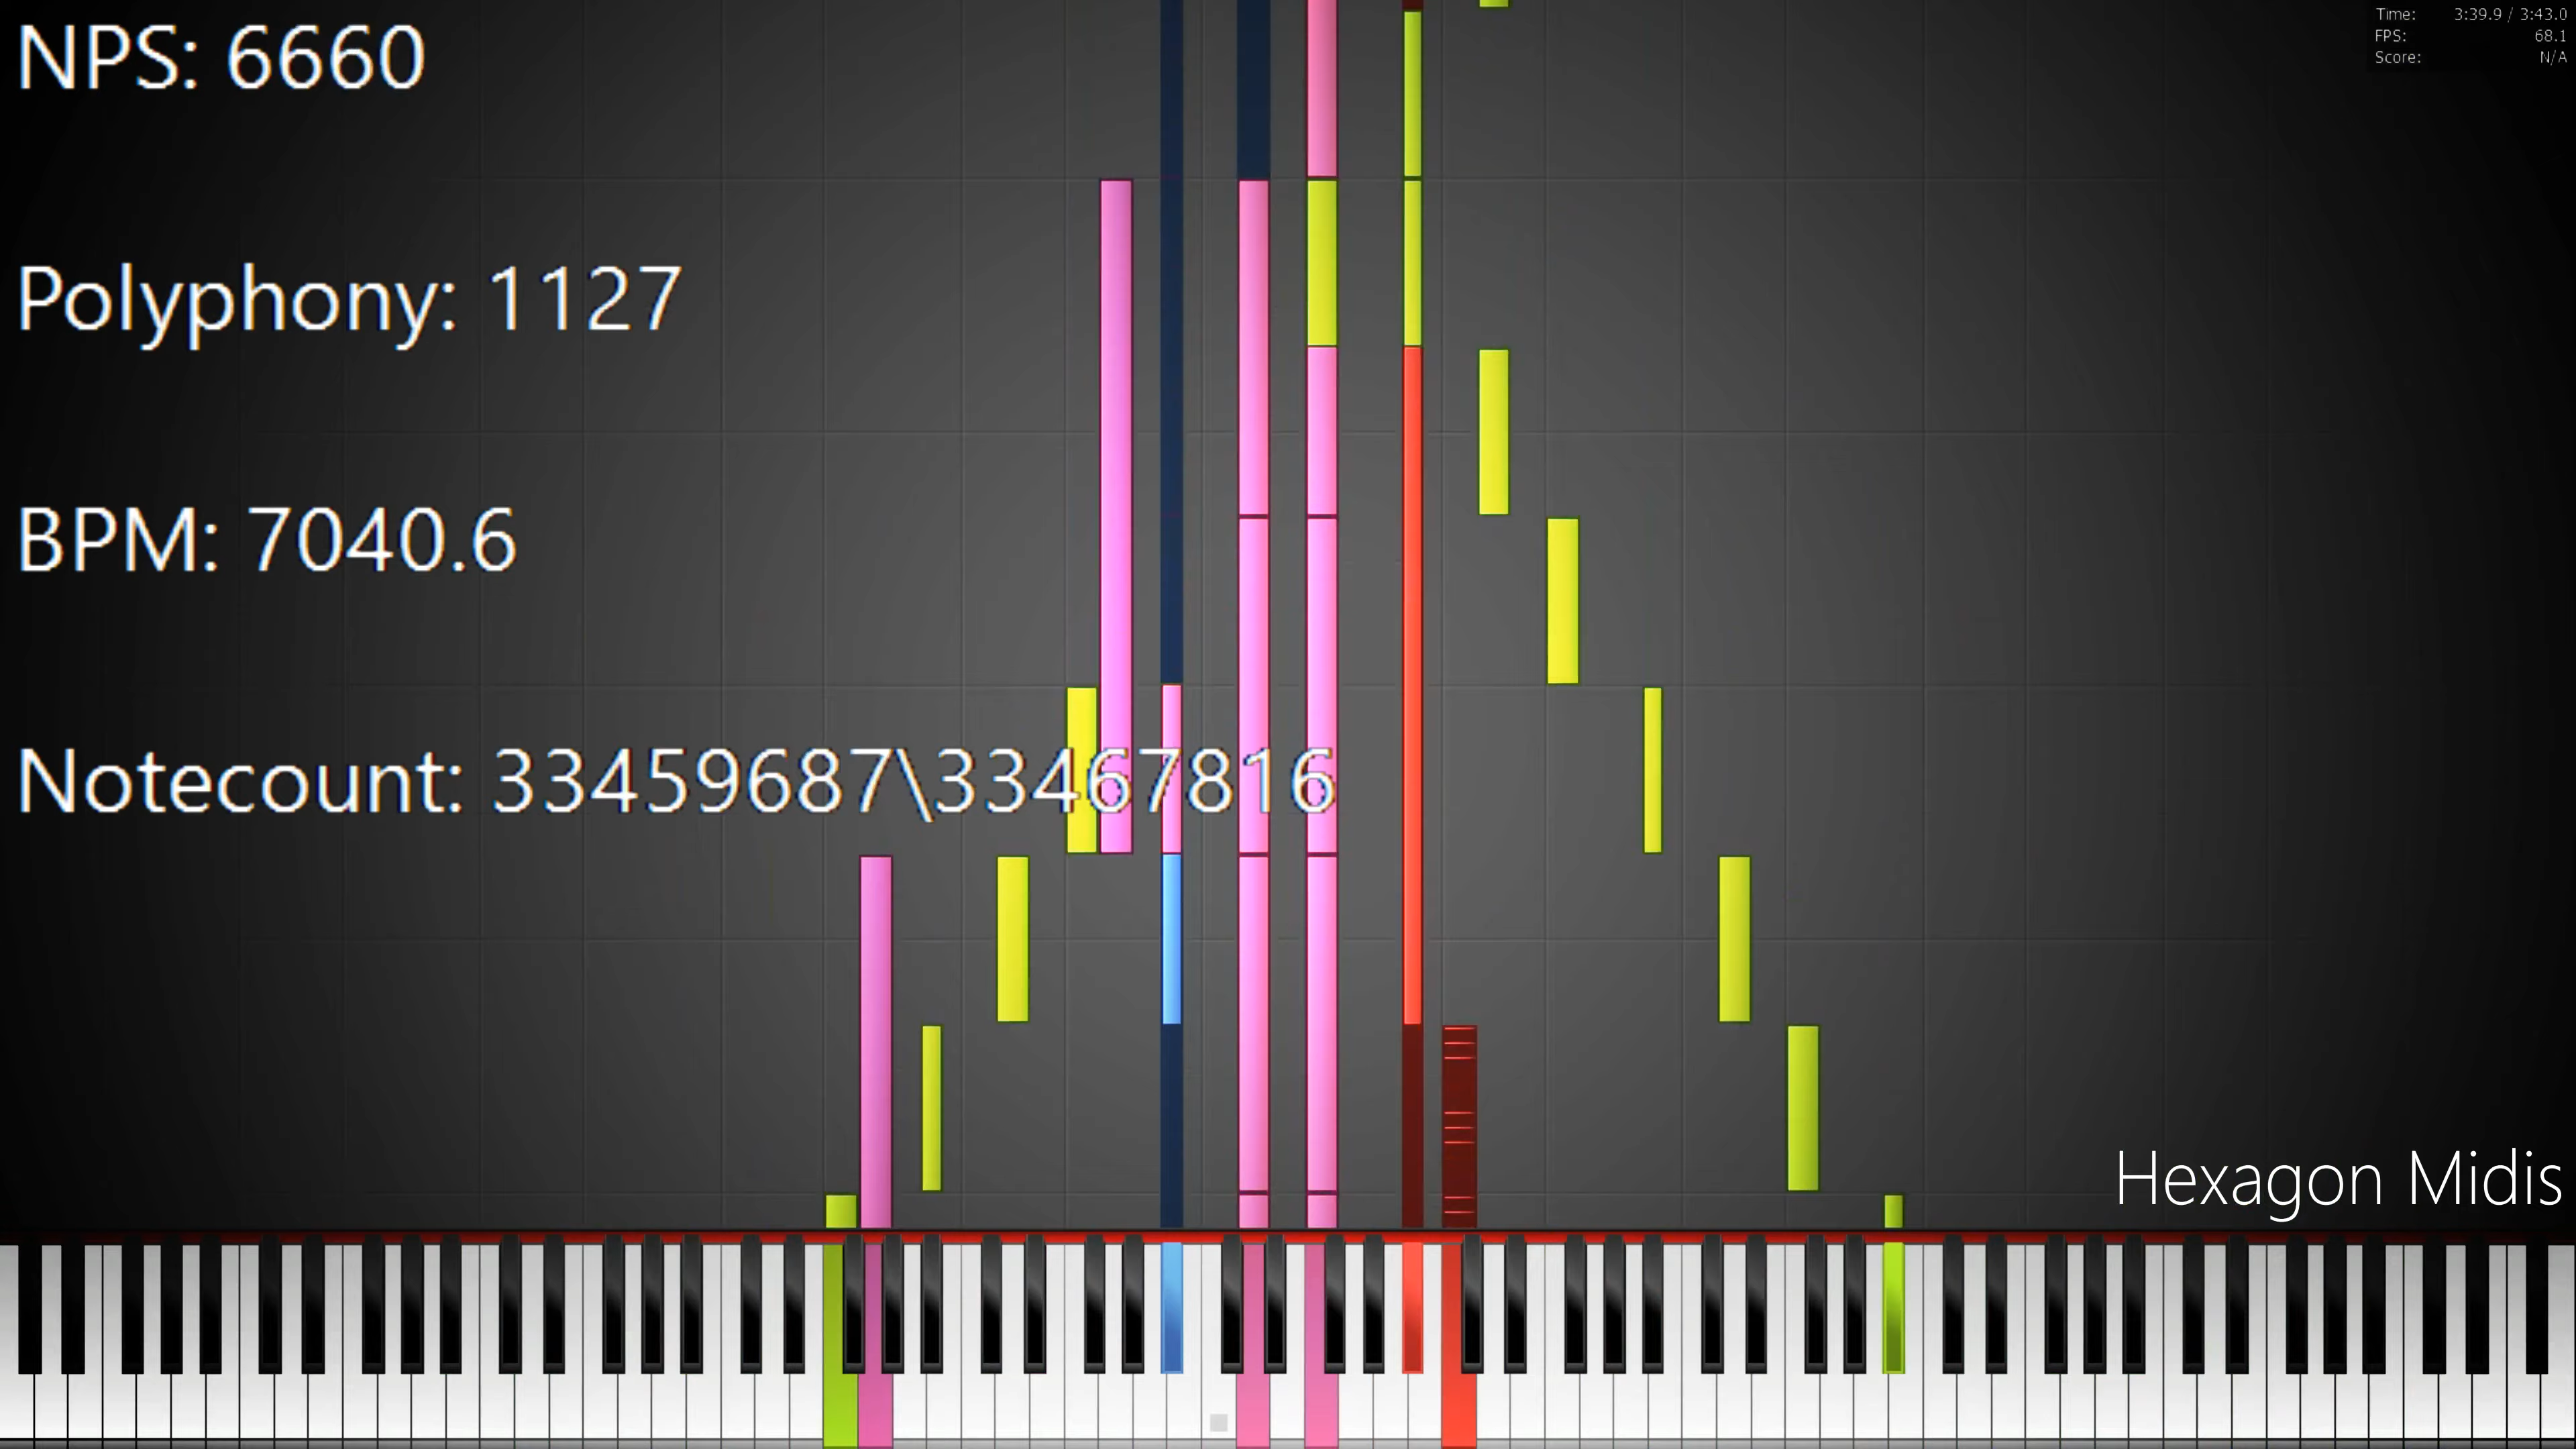 NPS: 6660
Time: 3:39.9 / 3:43.0
FPS: 68.1
Score: N/A
Polyphony: 1127
BPM: 7040.6
Notecount: 33459687\33467816
Hexagon Midis